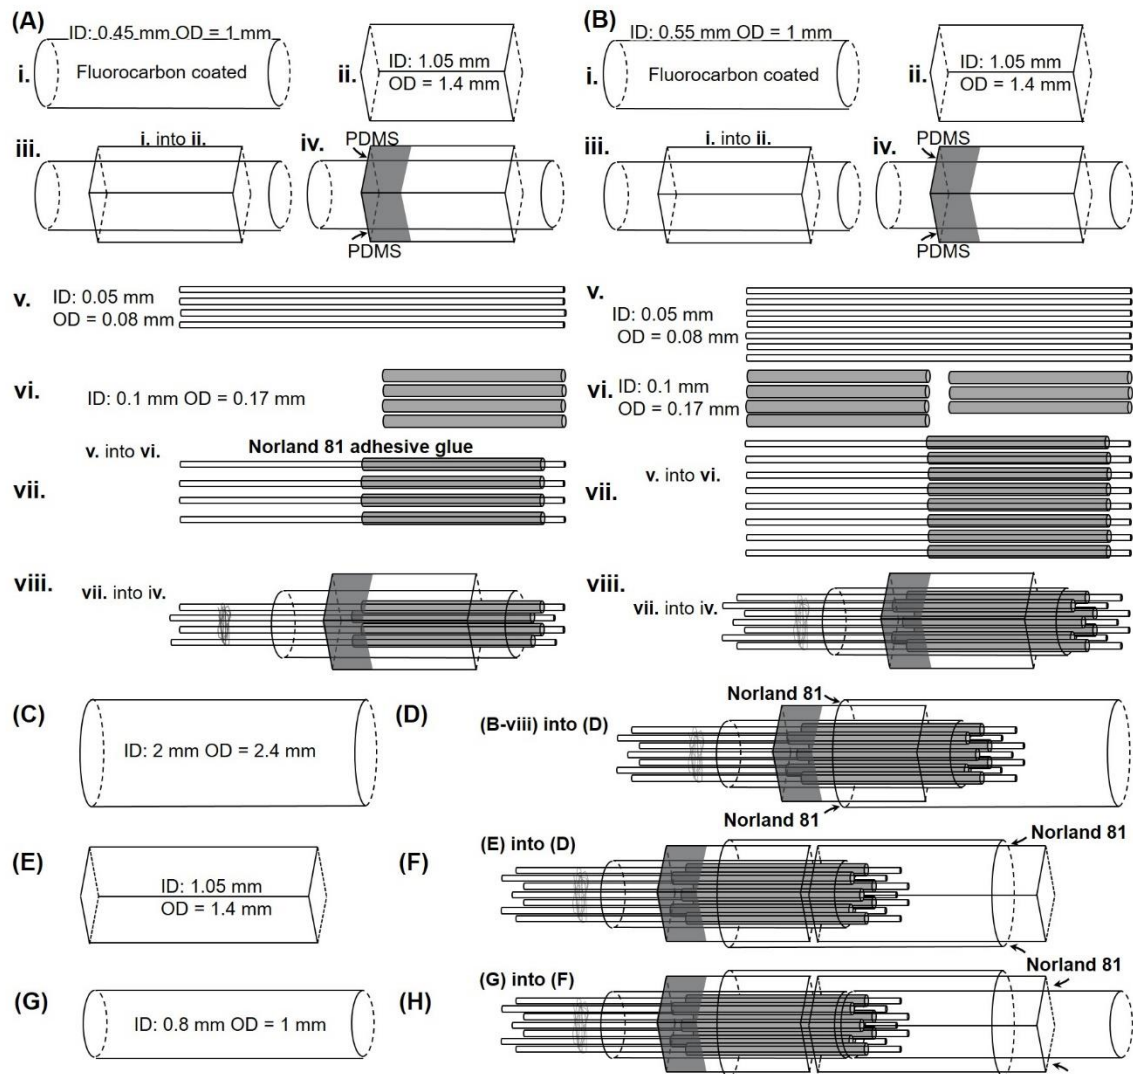 (A)
ID: 0.45 mm OD = 1 mm
i.
Fluorocarbon coated
ii.
ID: 1.05 mm
OD = 1.4 mm
iii.
i. into ii.
iv.
PDMS
PDMS
v.
ID: 0.05 mm
OD = 0.08 mm
vi.
ID: 0.1 mm OD = 0.17 mm
v. into vi.
Norland 81 adhesive glue
vii.
viii.
vii. into iv.
(B)
ID: 0.55 mm OD = 1 mm
i.
Fluorocarbon coated
ii.
ID: 1.05 mm
OD = 1.4 mm
iii.
i. into ii.
iv.
PDMS
PDMS
v.
ID: 0.05 mm
OD = 0.08 mm
vi.
ID: 0.1 mm
OD = 0.17 mm
v. into vi.
vii.
viii.
vii. into iv.
(C)
ID: 2 mm OD = 2.4 mm
(D)
(B-viii) into (D)
Norland 81
Norland 81
(E)
ID: 1.05 mm
OD = 1.4 mm
(F)
(E) into (D)
Norland 81
(G)
ID: 0.8 mm OD = 1 mm
(H)
(G) into (F)
Norland 81